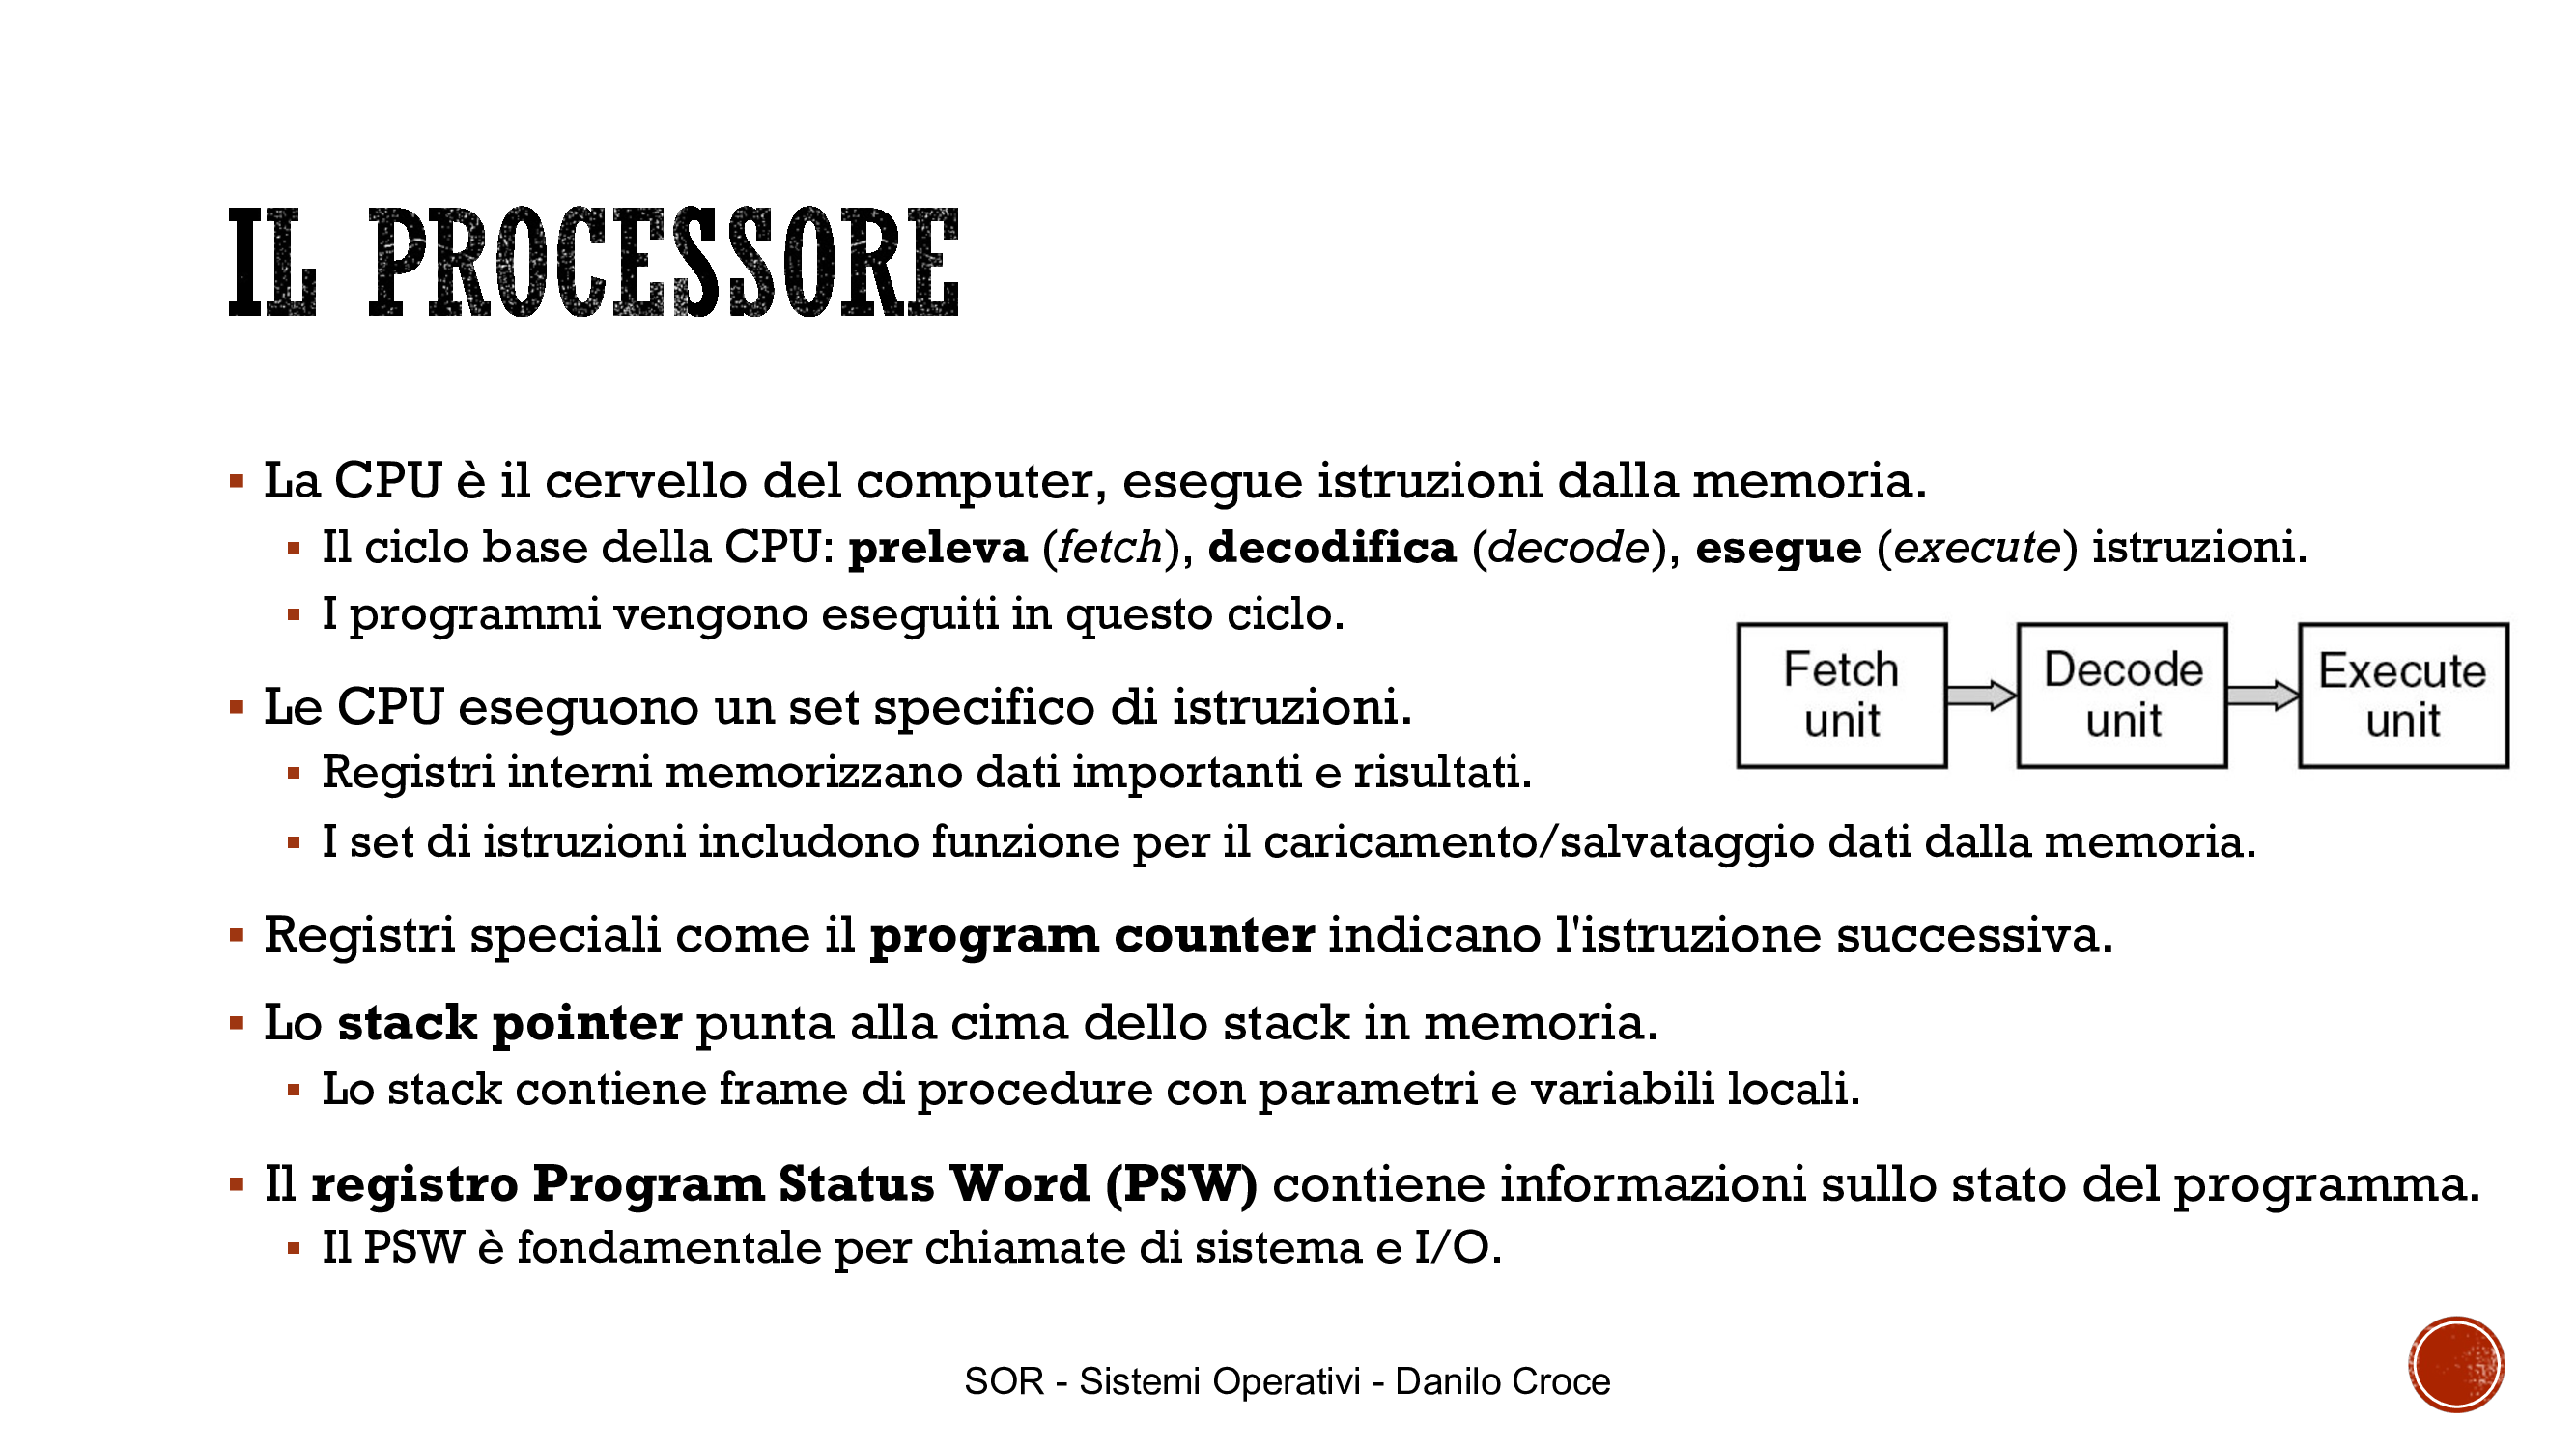 IL PROCESSORE
▪ La CPU è il cervello del computer, esegue istruzioni dalla memoria.
▪ Il ciclo base della CPU: preleva (fetch), decodifica (decode), esegue (execute) istruzioni.
▪ I programmi vengono eseguiti in questo ciclo.
Fetch unit
Decode unit
Execute unit
▪ Le CPU eseguono un set specifico di istruzioni.
▪ Registri interni memorizzano dati importanti e risultati.
▪ I set di istruzioni includono funzione per il caricamento/salvataggio dati dalla memoria.
▪ Registri speciali come il program counter indicano l'istruzione successiva.
▪ Lo stack pointer punta alla cima dello stack in memoria.
▪ Lo stack contiene frame di procedure con parametri e variabili locali.
▪ Il registro Program Status Word (PSW) contiene informazioni sullo stato del programma.
▪ Il PSW è fondamentale per chiamate di sistema e I/O.
SOR - Sistemi Operativi - Danilo Croce